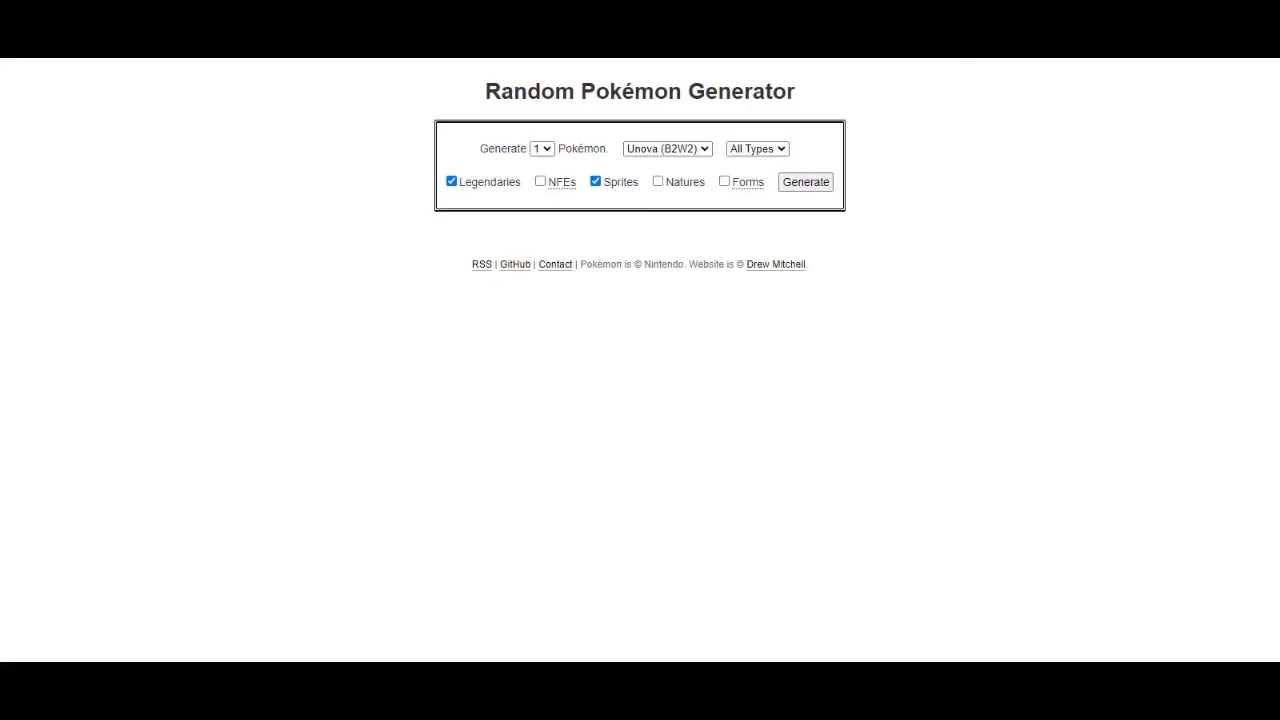 Random Pokémon Generator
Generate 1 Pokémon. Unova (B2W2) All Types
Legendaries NFEs Sprites Natures Forms Generate
RSS | GitHub | Contact | Pokémon is © Nintendo. Website is © Drew Mitchell.